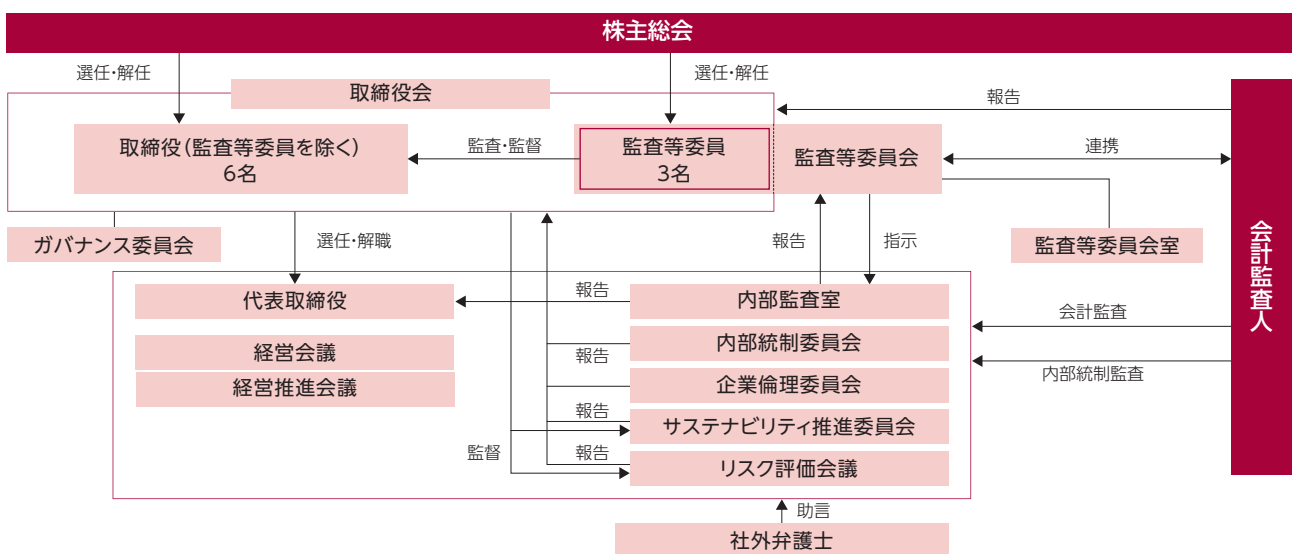 株主総会
選任・解任
選任・解任
取締役会
報告
取締役（監査等委員を除く）
6名
監査・監督
監査等委員
3名
監査等委員会
連携
会計監査人
ガバナンス委員会
選任・解職
報告
指示
監査等委員会室
代表取締役
報告
内部監査室
会計監査
経営会議
報告
内部統制委員会
経営推進会議
企業倫理委員会
内部統制監査
報告
サステナビリティ推進委員会
監督
報告
リスク評価会議
助言
社外弁護士